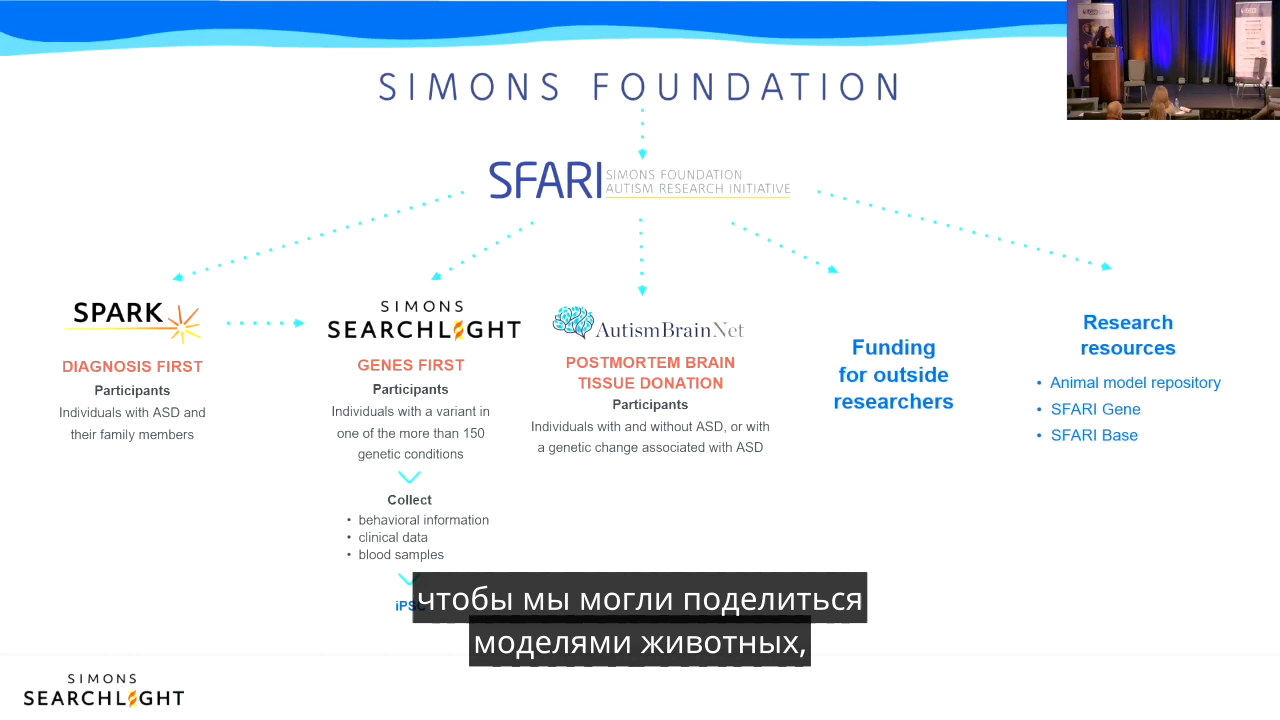 SIMONS FOUNDATION
SFARI
SIMONS FOUNDATION
AUTISM RESEARCH INITIATIVE
SPARK
DIAGNOSIS FIRST
Participants
Individuals with ASD and
their family members
SIMONS
SEARCHLIGHT
GENES FIRST
Participants
Individuals with a variant in
one of the more than 150
genetic conditions
Collect
• behavioral information
• clinical data
• blood samples
AutismBrainNet
POSTMORTEM BRAIN
TISSUE DONATION
Participants
Individuals with and without ASD, or with
a genetic change associated with ASD
Funding
for outside
researchers
Research
resources
• Animal model repository
• SFARI Gene
• SFARI Base
чтобы мы могли поделиться
моделями животных,
SIMONS
SEARCHLIGHT